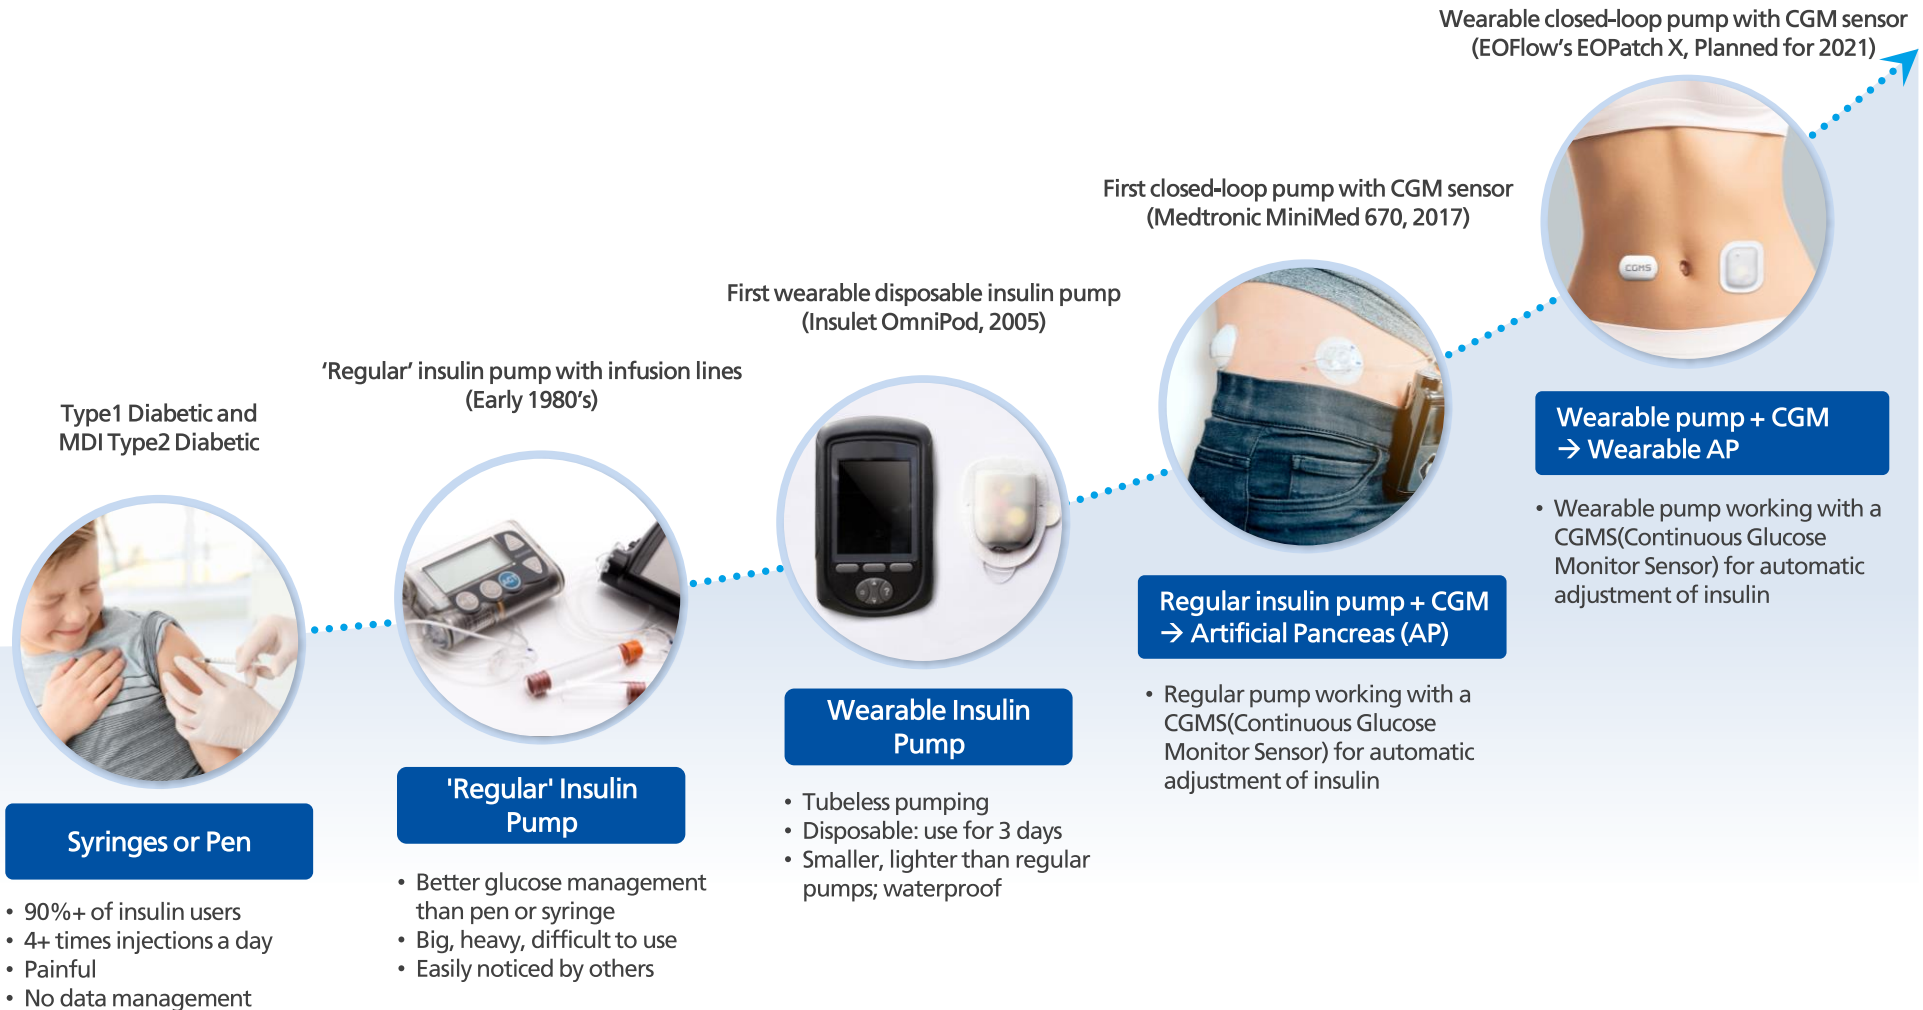 Type1 Diabetic and
MDI Type2 Diabetic
Syringes or Pen
• 90%+ of insulin users
• 4+ times injections a day
• Painful
• No data management
‘Regular’ insulin pump with infusion lines
(Early 1980’s)
ACT
'Regular' Insulin
Pump
• Better glucose management
than pen or syringe
• Big, heavy, difficult to use
• Easily noticed by others
First wearable disposable insulin pump
(Insulet OmniPod, 2005)
Wearable Insulin
Pump
• Tubeless pumping
• Disposable: use for 3 days
• Smaller, lighter than regular
pumps; waterproof
First closed-loop pump with CGM sensor
(Medtronic MiniMed 670, 2017)
Regular insulin pump + CGM
→ Artificial Pancreas (AP)
• Regular pump working with a
CGMS(Continuous Glucose
Monitor Sensor) for automatic
adjustment of insulin
Wearable closed-loop pump with CGM sensor
(EOFlow’s EOPatch X, Planned for 2021)
CGMS
Wearable pump + CGM
→ Wearable AP
• Wearable pump working with a
CGMS(Continuous Glucose
Monitor Sensor) for automatic
adjustment of insulin